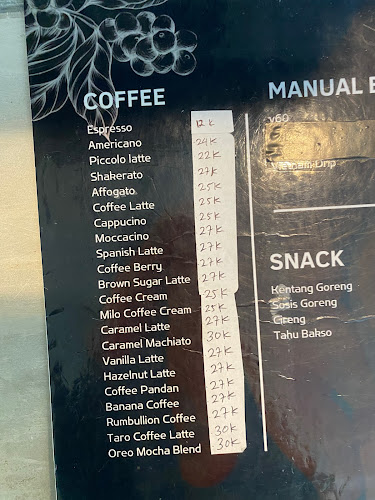 COFFEE
Espresso 12K
Americano 24K
Piccolo latte 22K
Shakerato 27K
Affogato 25K
Coffee Latte 25K
Cappucino 25K
Moccacino 27K
Spanish Latte 27K
Coffee Berry 27K
Brown Sugar Latte 27K
Coffee Cream 25K
Milo Coffee Cream 25K
Caramel Latte 27K
Caramel Machiato 30K
Vanilla Latte 27K
Hazelnut Latte 27K
Coffee Pandan 27K
Banana Coffee 27K
Rumbullion Coffee 27K
Taro Coffee Latte 30K
Oreo Mocha Blend 30K
MANUAL
v60
Vietnam Drip
SNACK
Kentang Goreng
Sosis Goreng
Cireng
Tahu Bakso